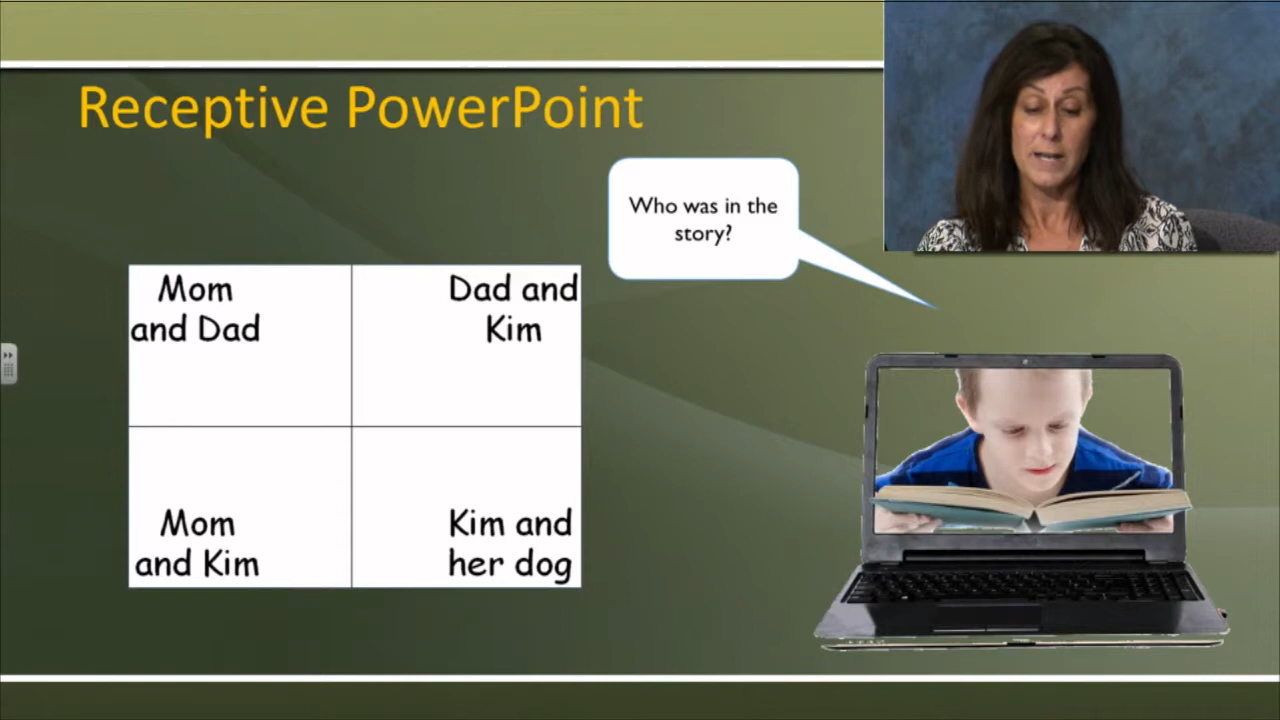 Receptive PowerPoint
Who was in the
story?
Mom
and Dad
Dad and
Kim
Mom
and Kim
Kim and
her dog